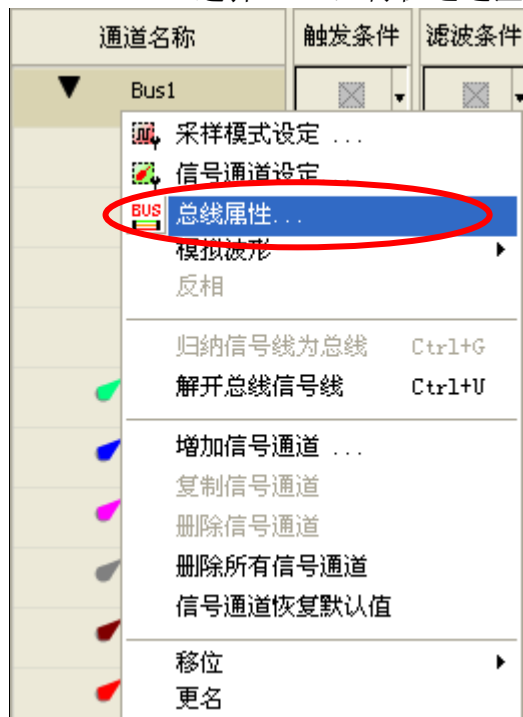 通道名称 触发条件 滤波条件
Bus1
采样模式设定 ...
信号通道设定 ...
BUS 总线属性...
模拟波形
反相
归纳信号线为总线 Ctrl+G
解开总线信号线 Ctrl+U
增加信号通道 ...
复制信号通道
删除信号通道
删除所有信号通道
信号通道恢复默认值
移位
更名